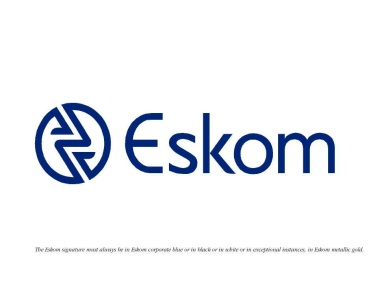 Eskom
The Eskom signature must always be in Eskom corporate blue or in black or in white or in exceptional instances, in Eskom metallic gold.